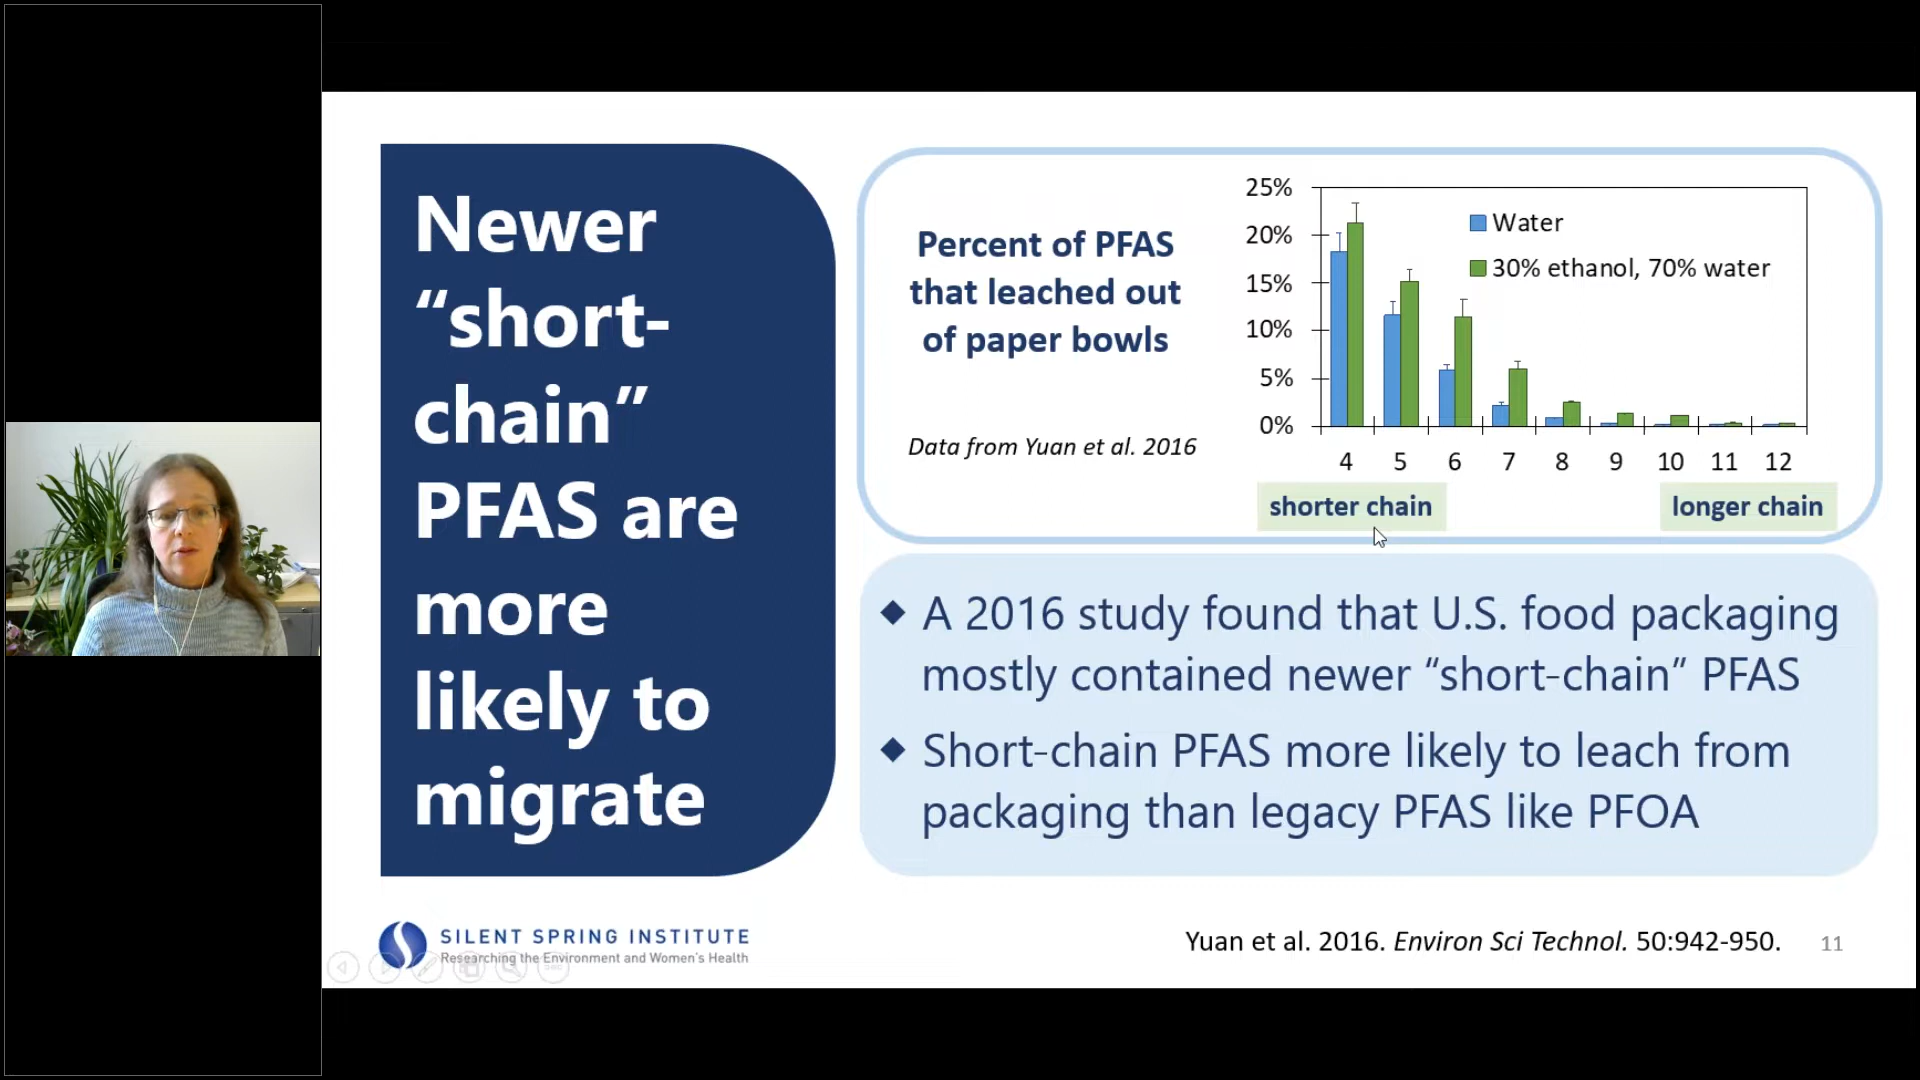 Newer
“short-
chain”
PFAS are
more
likely to
migrate
Percent of PFAS
that leached out
of paper bowls
Data from Yuan et al. 2016
25%
20%
15%
10%
5%
0%
Water
30% ethanol, 70% water
4 5 6 7 8 9 10 11 12
shorter chain
longer chain
◆ A 2016 study found that U.S. food packaging
mostly contained newer “short-chain” PFAS
◆ Short-chain PFAS more likely to leach from
packaging than legacy PFAS like PFOA
SILENT SPRING INSTITUTE
Researching the Environment and Women's Health
Yuan et al. 2016. Environ Sci Technol. 50:942-950.
11